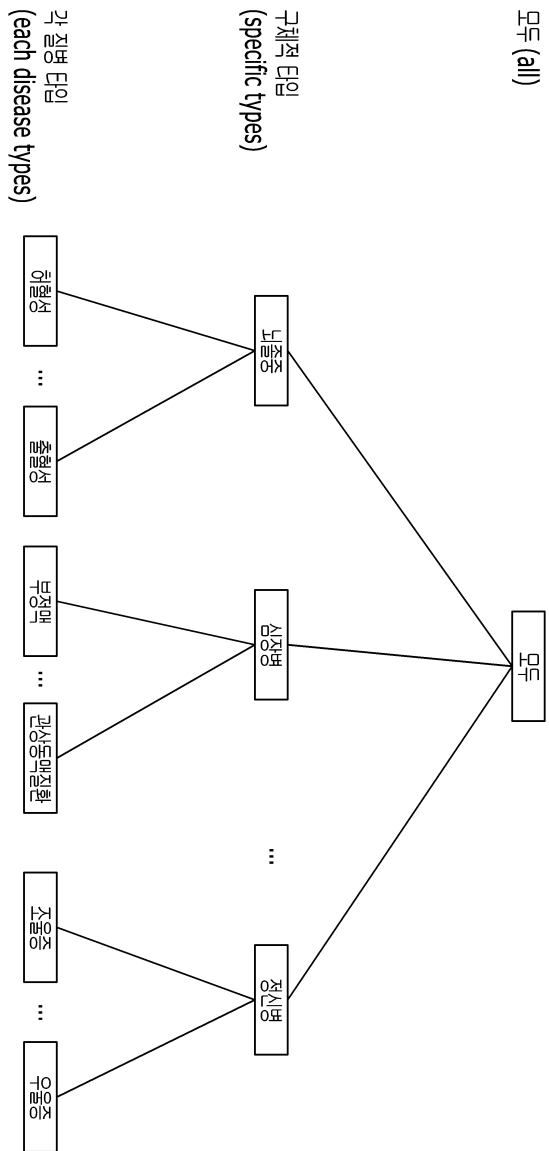 모두 (all)
모두
구체적 타입
(specific types)
뇌졸중
심장병
...
정신병
각 질병 타입
(each disease types)
허혈성
...
출혈성
부정맥
...
관상동맥질환
조울증
...
우울증